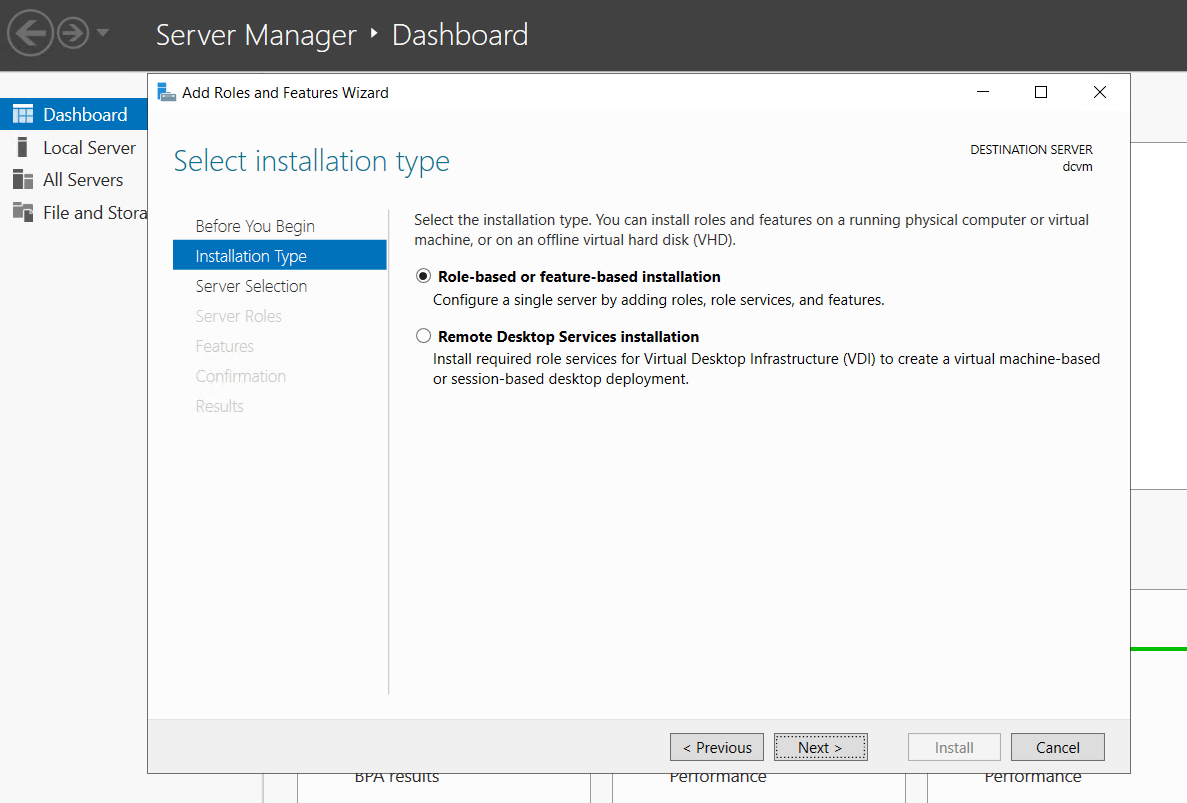 Server Manager ‣ Dashboard
Dashboard
Local Server
All Servers
File and Stora
Add Roles and Features Wizard
Select installation type
DESTINATION SERVER
dcvm
Before You Begin
Installation Type
Server Selection
Server Roles
Features
Confirmation
Results
Select the installation type. You can install roles and features on a running physical computer or virtual
machine, or on an offline virtual hard disk (VHD).
Role-based or feature-based installation
Configure a single server by adding roles, role services, and features.
Remote Desktop Services installation
Install required role services for Virtual Desktop Infrastructure (VDI) to create a virtual machine-based
or session-based desktop deployment.
< Previous
Next >
Install
Cancel
BPA results
Performance
Performance